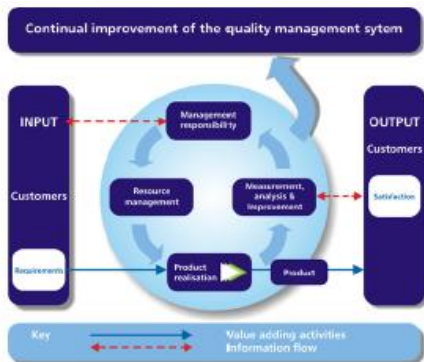 Continual improvement of the quality management sytem
INPUT
Customers
Requirements
Management
responsibility
Resource
management
Measurement,
analysis &
improvement
Product
realisation
Product
OUTPUT
Customers
Satisfaction
Key
Value adding activities
Information flow